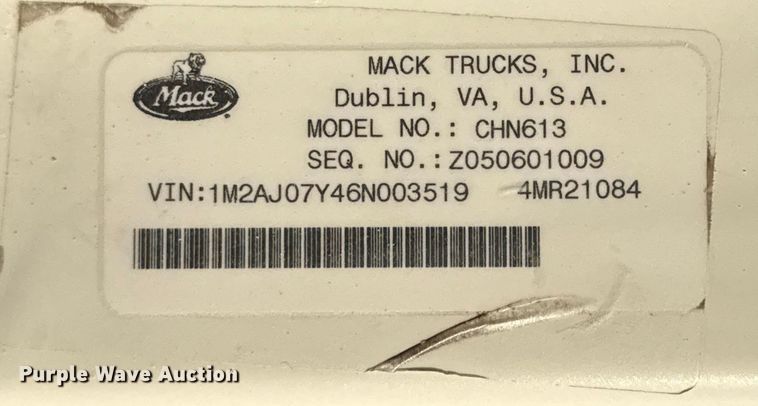 Mack
MACK TRUCKS, INC.
Dublin, VA, U.S.A.
MODEL NO.: CHN613
SEQ. NO.:Z050601009
VIN:1M2AJ07Y46N003519 4MR21084
Purple Wave Auction